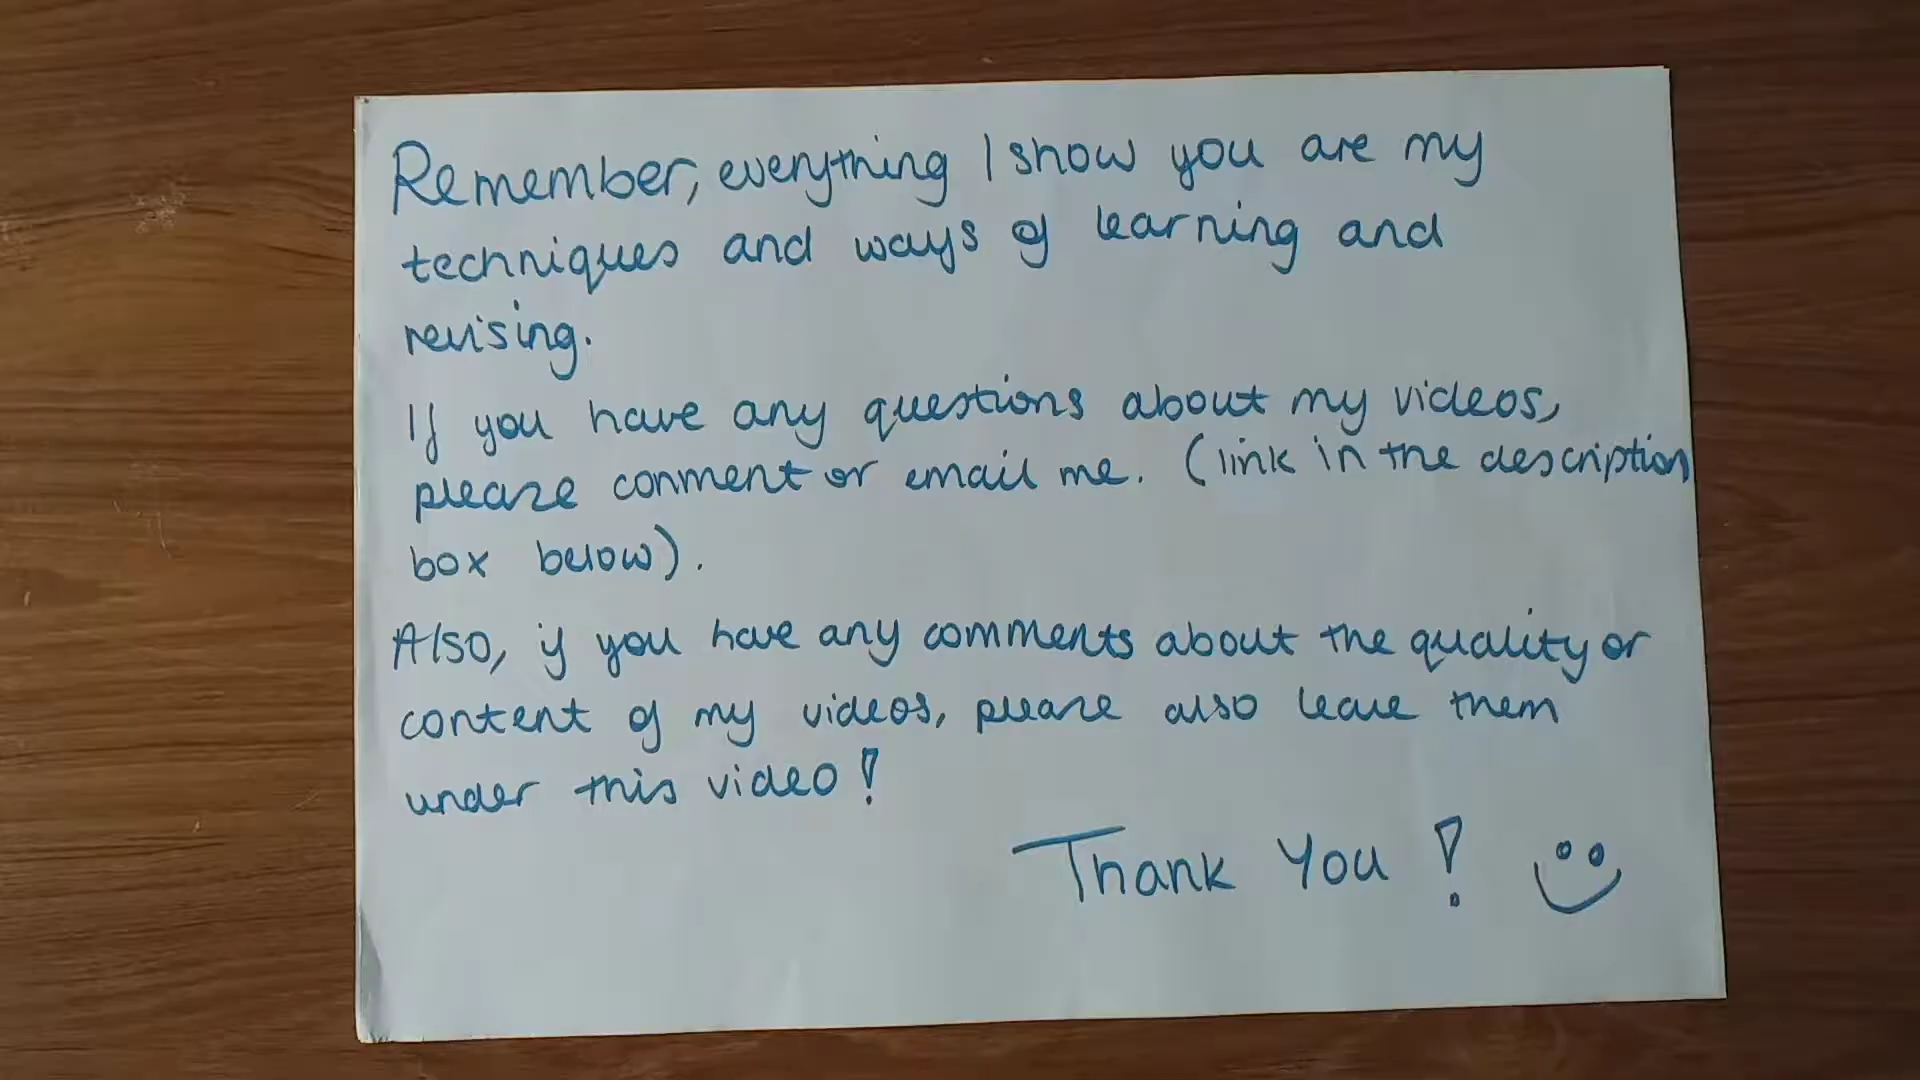 Remember, everything I show you are my
techniques and ways of learning and
revising.
If you have any questions about my videos,
please comment or email me. (link in the description
box below).
Also, if you have any comments about the quality or
content of my videos, please also leave them
under this video!
Thank You!